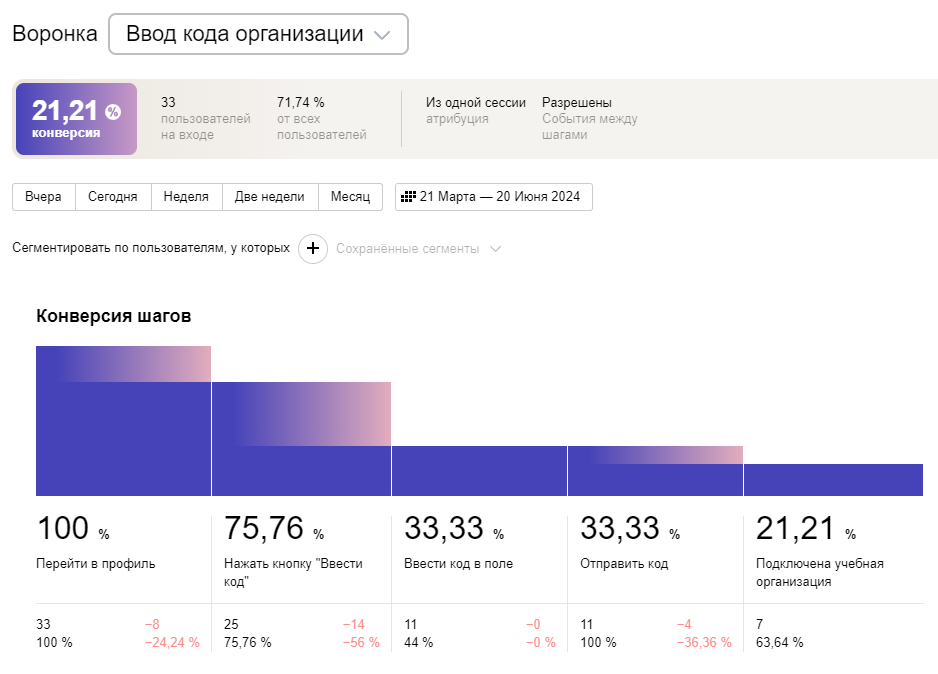 Воронка Ввод кода организации
21,21 %
конверсия
33
пользователей
на входе
71,74 %
от всех
пользователей
Из одной сессии
атрибуция
Разрешены
События между
шагами
Вчера Сегодня Неделя Две недели Месяц 21 Марта — 20 Июня 2024
Сегментировать по пользователям, у которых + Сохранённые сегменты
Конверсия шагов
100 % 75,76 % 33,33 % 33,33 % 21,21 %
Перейти в профиль
Нажать кнопку "Ввести
код"
Ввести код в поле
Отправить код
Подключена учебная
организация
33 −8 25 −14 11 −0 11 −4 7
100 % −24,24 % 75,76 % −56 % 44 % −0 % 100 % −36,36 % 63,64 %